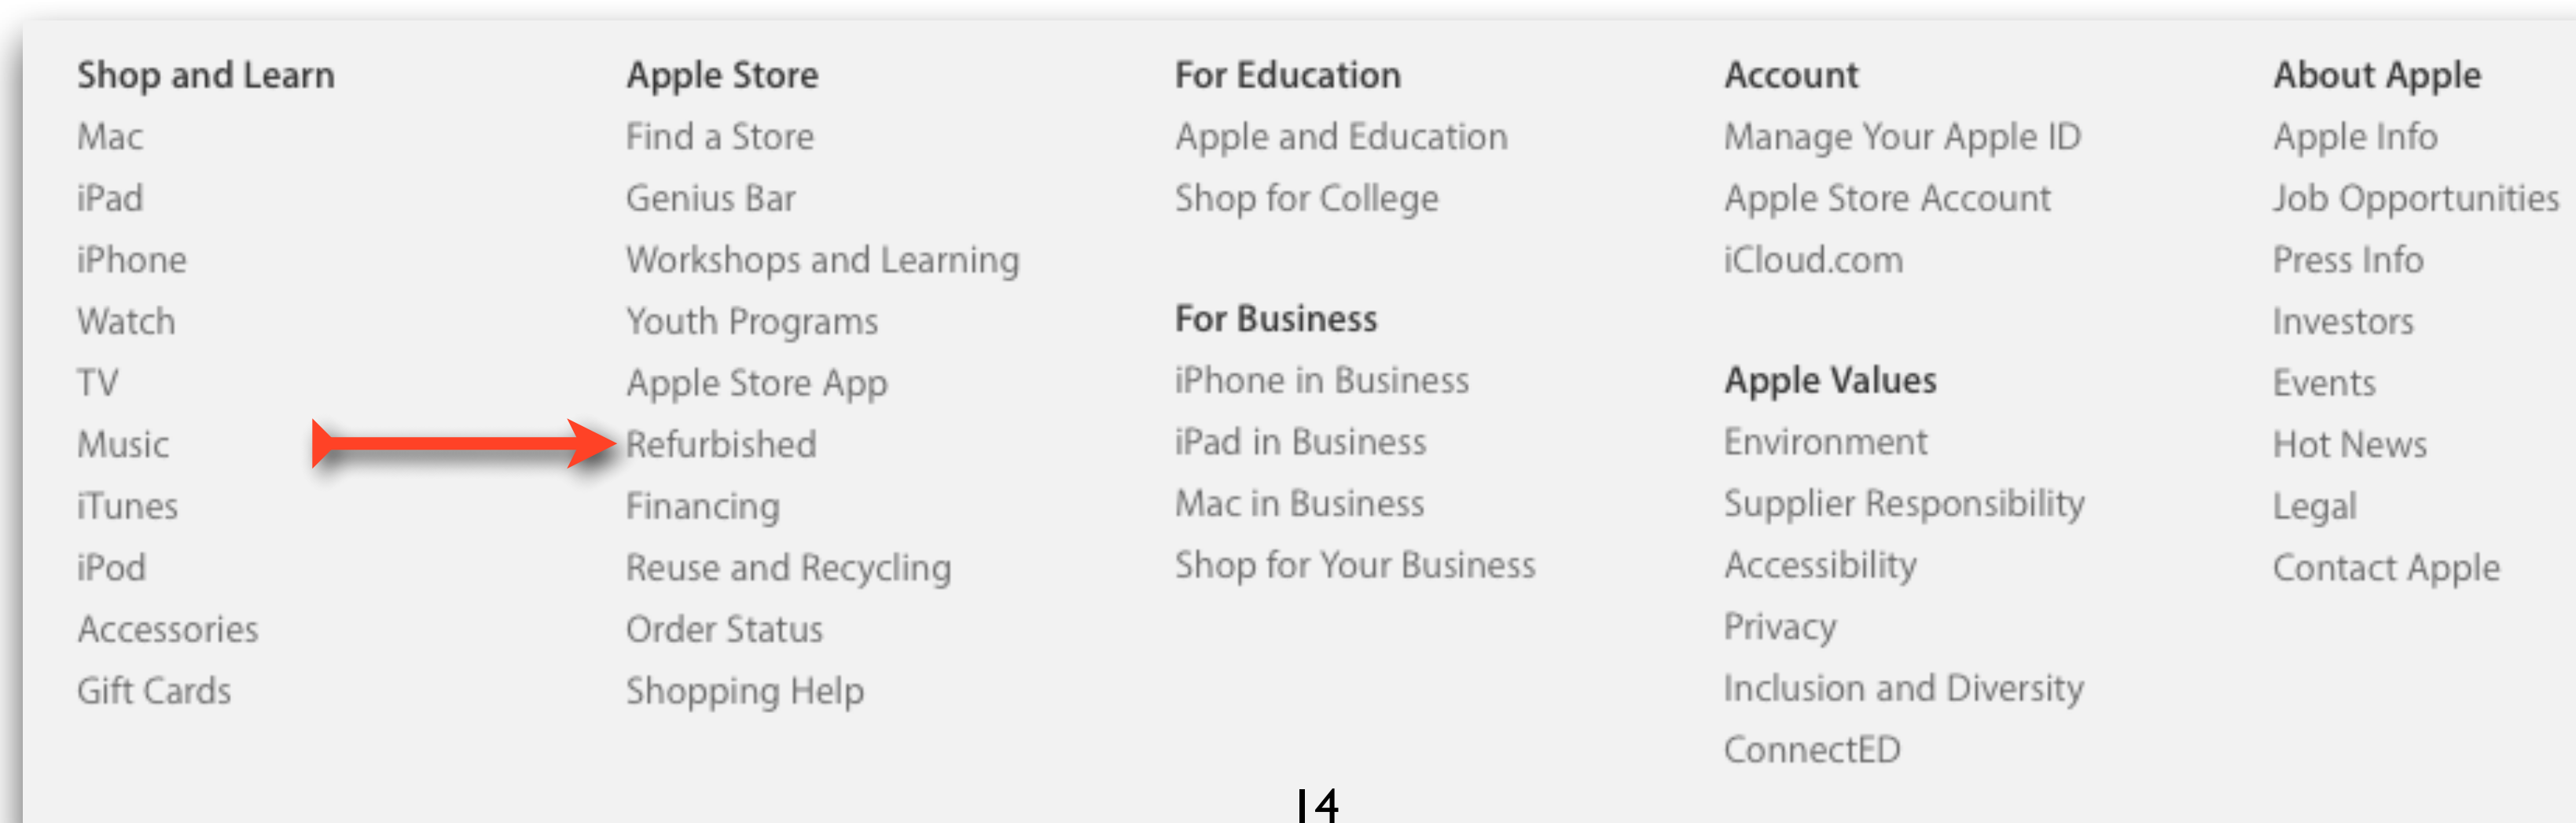 Shop and Learn
Mac
iPad
iPhone
Watch
TV
Music
iTunes
iPod
Accessories
Gift Cards
Apple Store
Find a Store
Genius Bar
Workshops and Learning
Youth Programs
Apple Store App
Refurbished
Financing
Reuse and Recycling
Order Status
Shopping Help
For Education
Apple and Education
Shop for College
For Business
iPhone in Business
iPad in Business
Mac in Business
Shop for Your Business
Account
Manage Your Apple ID
Apple Store Account
iCloud.com
Apple Values
Environment
Supplier Responsibility
Accessibility
Privacy
Inclusion and Diversity
ConnectED
About Apple
Apple Info
Job Opportunities
Press Info
Investors
Events
Hot News
Legal
Contact Apple
14